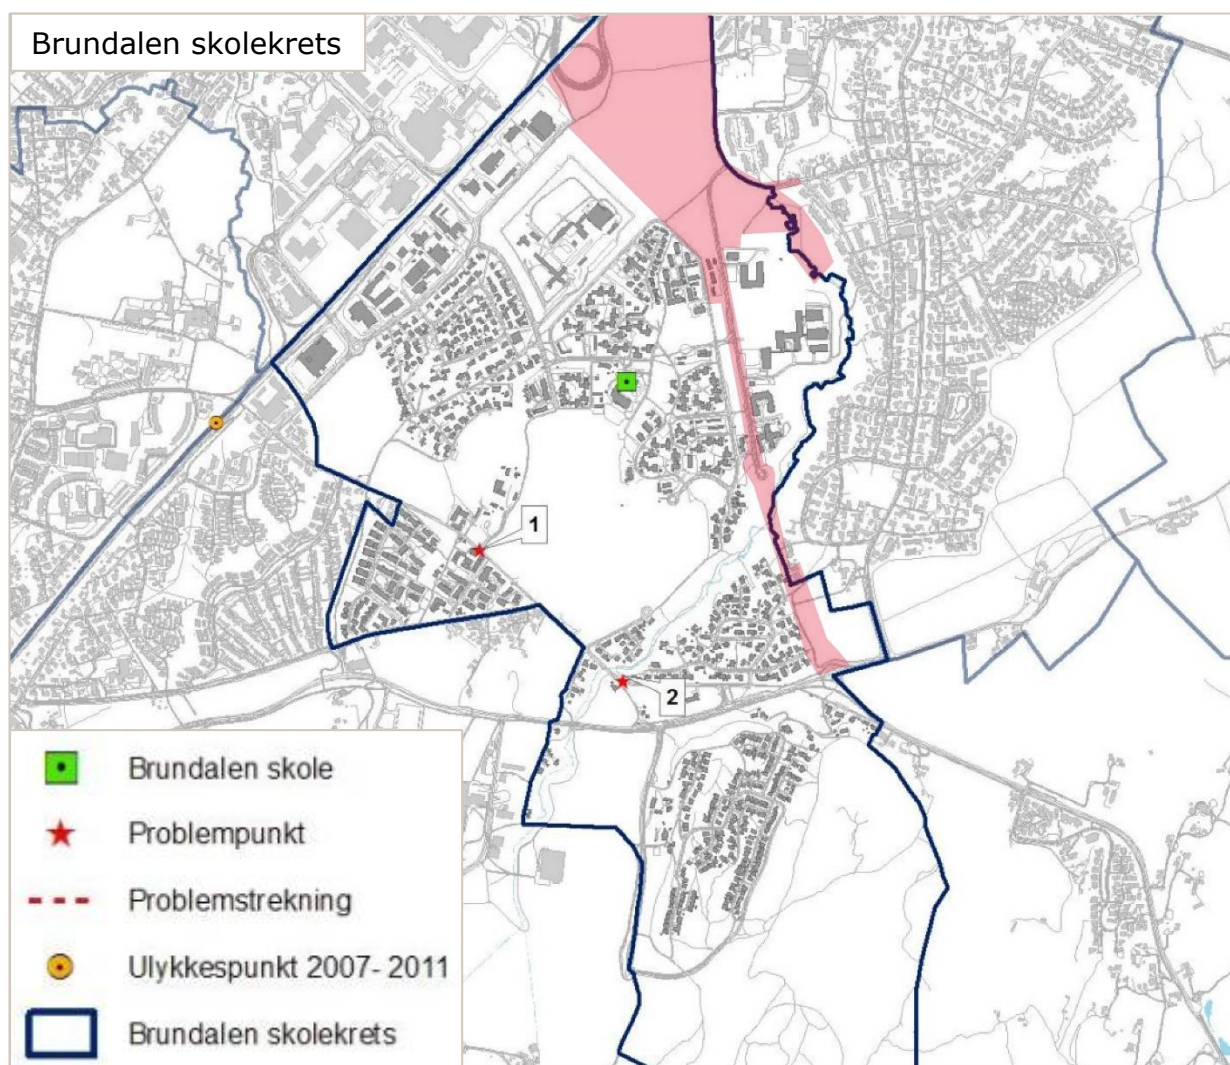 Brundalen skolekrets
1
2
Brundalen skole
Problempunkt
Problemstrekning
Ulykkespunkt 2007- 2011
Brundalen skolekrets